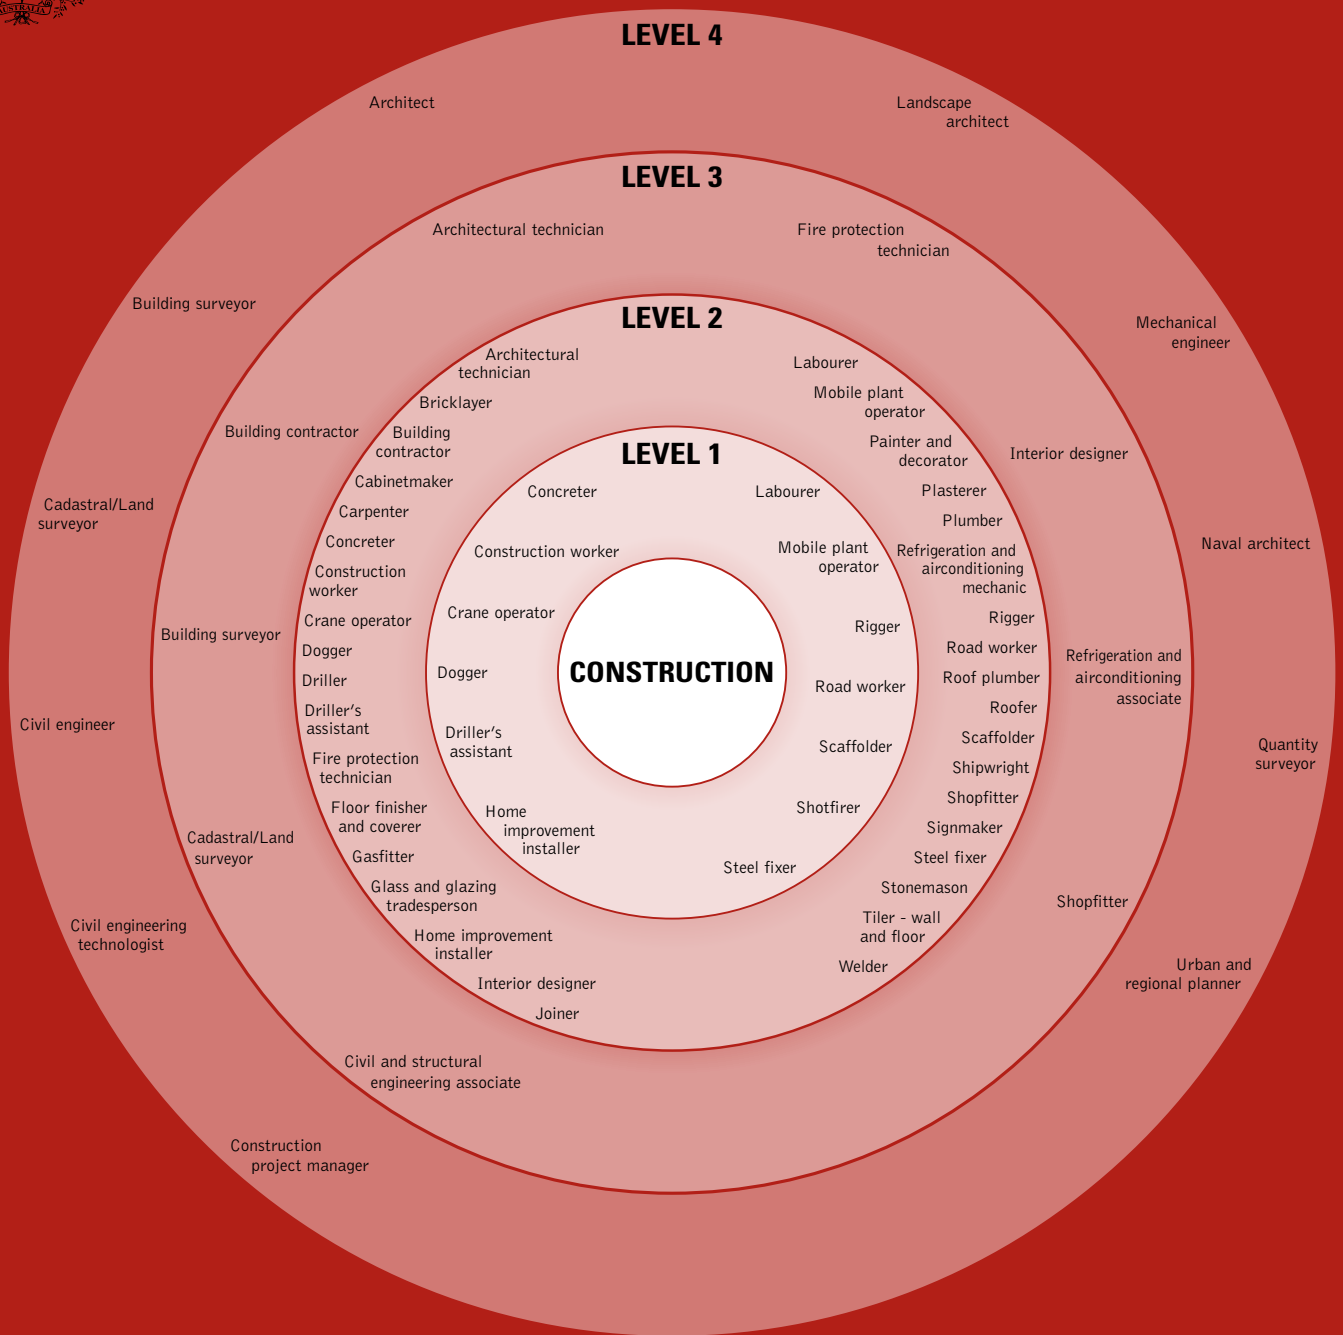 AUSTRALIA
LEVEL 4
Architect
Building surveyor
Cadastral/Land
surveyor
Civil engineer
Civil engineering
technologist
Construction
project manager
Landscape
architect
Mechanical
engineer
Naval architect
Quantity
surveyor
Urban and
regional planner
LEVEL 3
Architectural technician
Building contractor
Building surveyor
Cadastral/Land
surveyor
Civil and structural
engineering associate
Fire protection
technician
Interior designer
Refrigeration and
airconditioning
associate
Shopfitter
LEVEL 2
Architectural
technician
Bricklayer
Building
contractor
Cabinetmaker
Carpenter
Concreter
Construction
worker
Crane operator
Dogger
Driller
Driller's
assistant
Fire protection
technician
Floor finisher
and coverer
Gasfitter
Glass and glazing
tradesperson
Home improvement
installer
Interior designer
Joiner
Labourer
Mobile plant
operator
Painter and
decorator
Plasterer
Plumber
Refrigeration and
airconditioning
mechanic
Rigger
Road worker
Roof plumber
Roofer
Scaffolder
Shipwright
Shopfitter
Signmaker
Steel fixer
Stonemason
Tiler - wall
and floor
Welder
LEVEL 1
Concreter
Construction worker
Crane operator
Dogger
Driller's
assistant
Home
improvement
installer
Labourer
Mobile plant
operator
Rigger
Road worker
Scaffolder
Shotfirer
Steel fixer
CONSTRUCTION